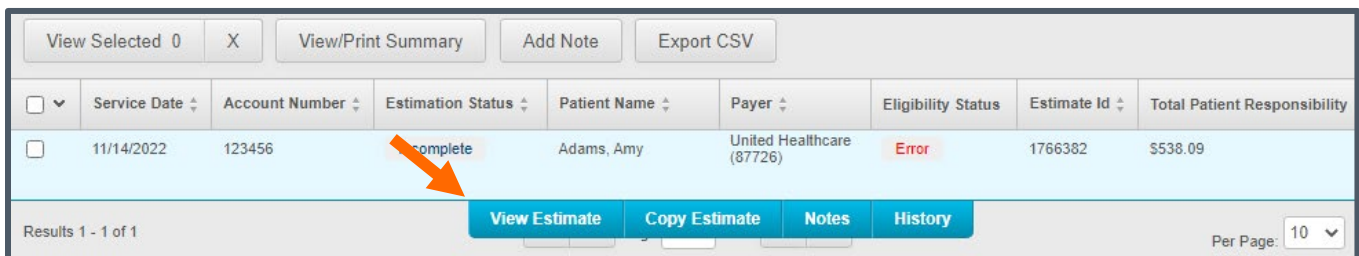 View Selected 0 X View/Print Summary Add Note Export CSV
Service Date Account Number Estimation Status Patient Name Payer Eligibility Status Estimate Id Total Patient Responsibility
11/14/2022 123456 Adams, Amy United Healthcare (87726) Error 1766382 $538.09
View Estimate Copy Estimate Notes History
Results 1 - 1 of 1 Per Page: 10